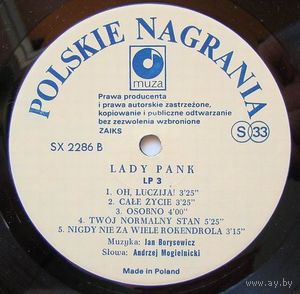 POLSKIE NAGRANIA
muza
Prawa producenta
i prawa autorskie zastrzeżone,
kopiowanie i publiczne odtwarzanie
bez zezwolenia wzbronione
ZAIKS
S 33
SX 2286 B
LADY PANK
LP 3
1. OH, LUCZIJA! 3'25"
2. CAŁE ŻYCIE 3'25"
3. OSOBNO 4'00"
4. TWÓJ NORMALNY STAN 5'25"
5. NIGDY NIE ZA WIELE ROKENDROLA 3'15"
Muzyka: Jan Borysewicz
Słowa: Andrzej Mogielnicki
Made in Poland
www.ay.by